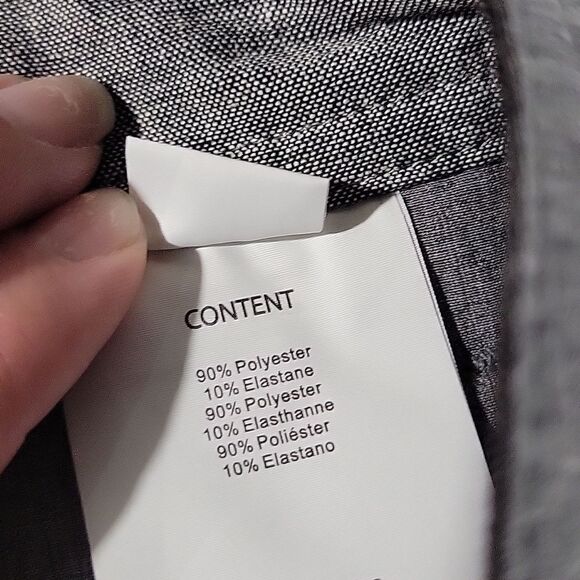 CONTENT
90% Polyester
10% Elastane
90% Polyester
10% Elasthanne
90% Poliéster
10% Elastano